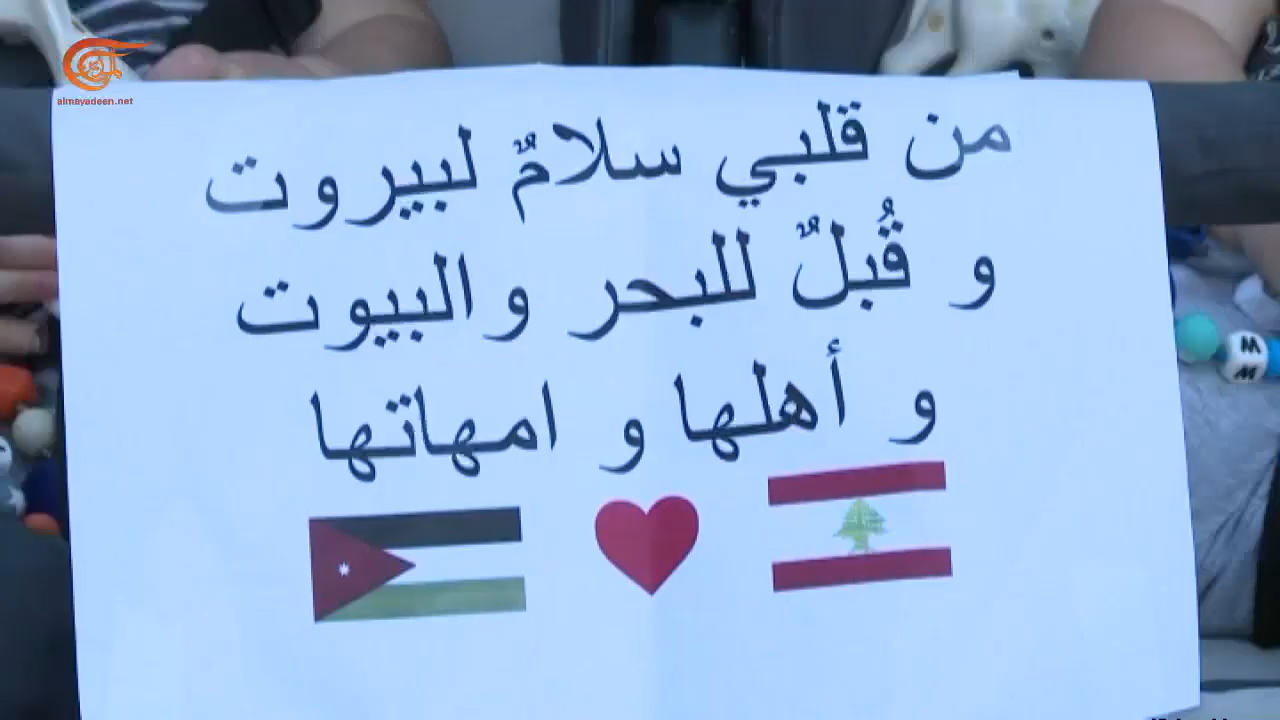 almayadeen.net
من قلبي سلامٌ لبيروت
و قُبلٌ للبحر والبيوت
و أهلها و امهاتها
M
M